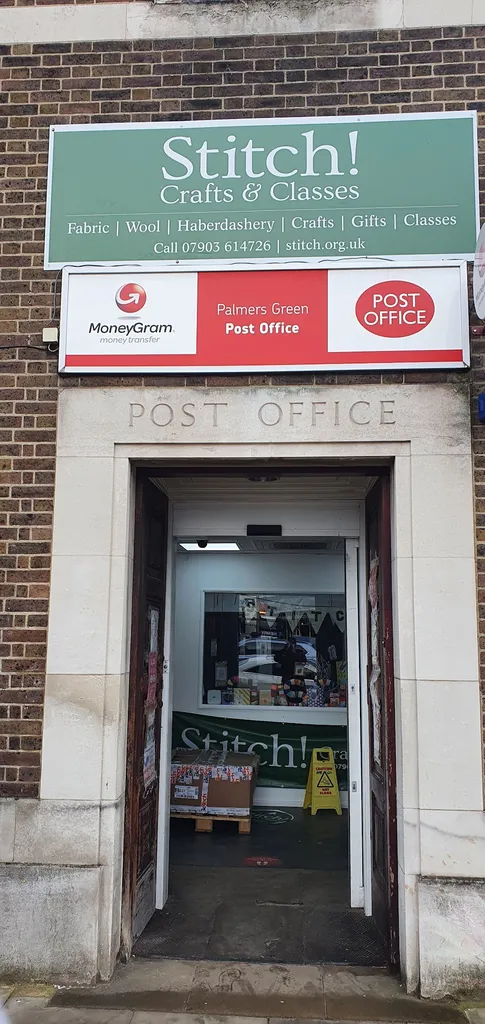 Stitch!
Crafts & Classes
Fabric | Wool | Haberdashery | Crafts | Gifts | Classes
Call 07903 614726 | stitch.org.uk
MoneyGram
money transfer
Palmers Green
Post Office
POST
OFFICE
POST OFFICE
Stitch!
CAUTION